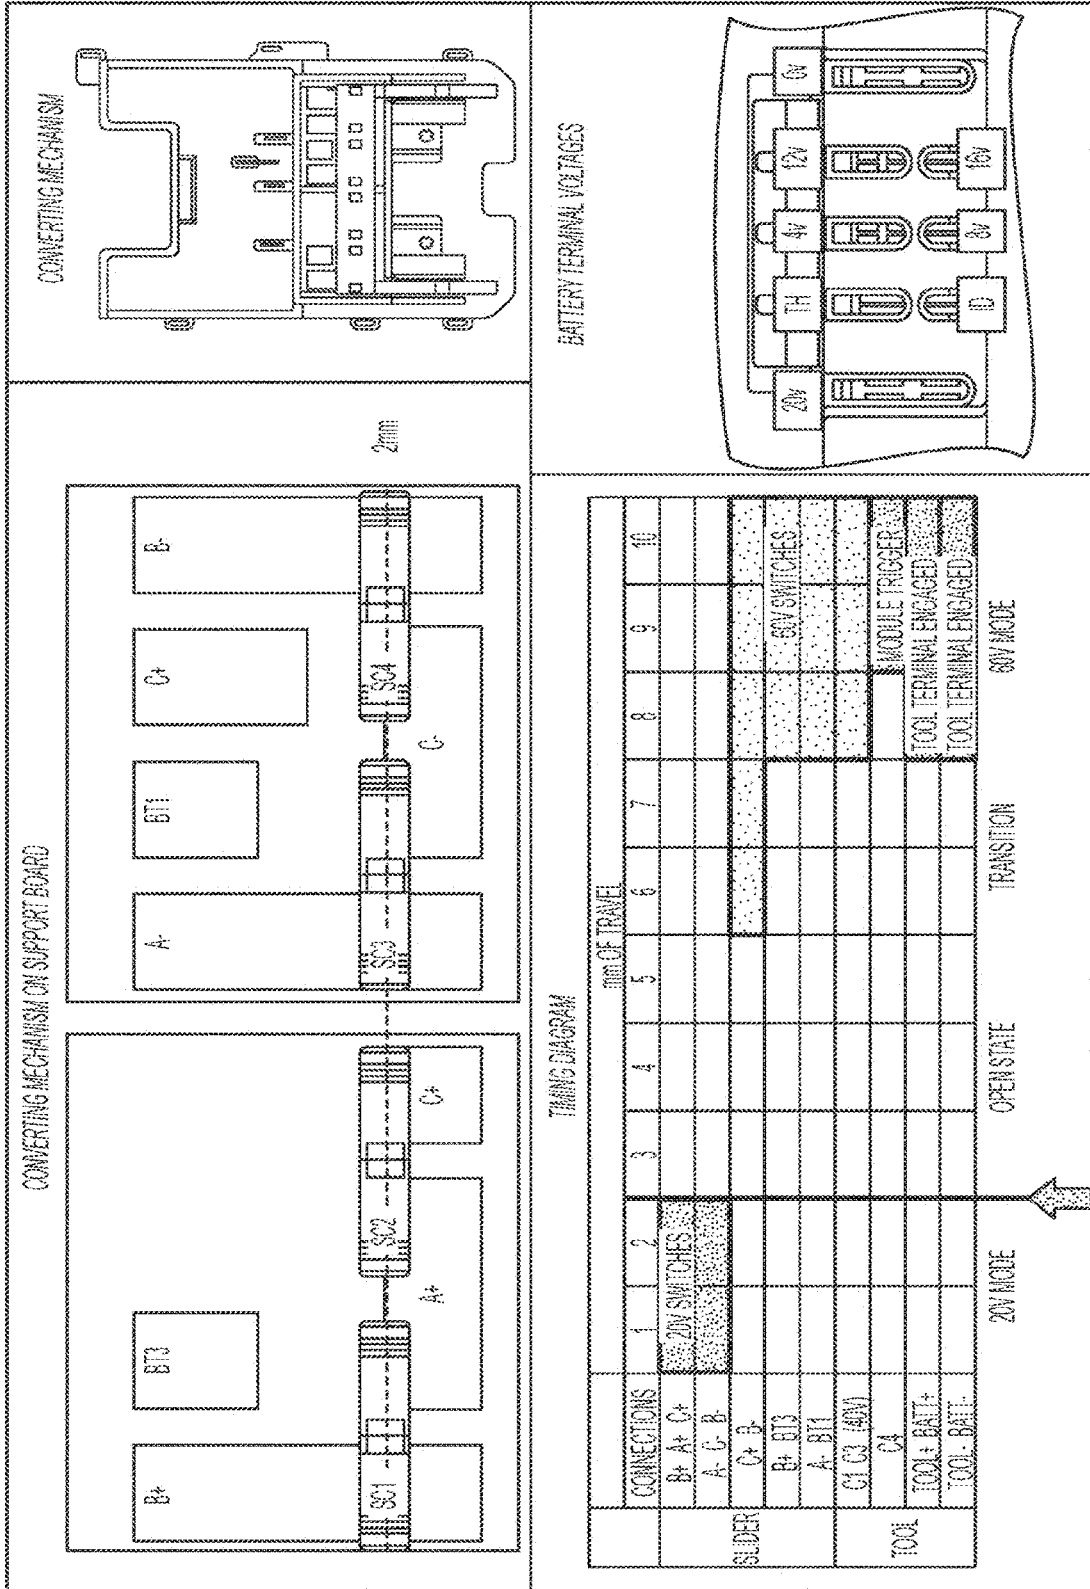 CONVERTING MECHANISM ON SUPPORT BOARD
B+
BT3
A-
BT1
C+
B-
SC1
SC2
SC3
SC4
A+
C+
C-
2mm
CONVERTING MECHANISM
TIMING DIAGRAM
mm OF TRAVEL
CONNECTIONS 1 2 3 4 5 6 7 8 9 10
SLIDER
B+ A+ C+
A- C- B-
20V SWITCHES
C+ B-
B+ BT3
A- BT1
60V SWITCHES
TOOL
C1 C3 (40V)
C4
MODULE TRIGGER
TOOL+ BATT+
TOOL TERMINAL ENGAGED
TOOL- BATT-
TOOL TERMINAL ENGAGED
20V MODE
OPEN STATE
TRANSITION
60V MODE
BATTERY TERMINAL VOLTAGES
20v
TH
4v
12v
0v
ID
8v
16v